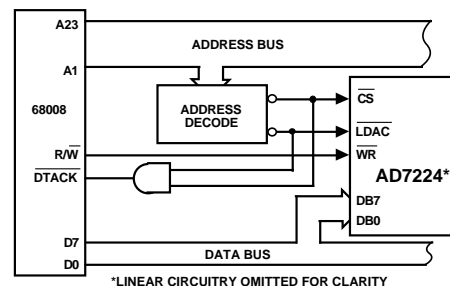 A23
ADDRESS BUS
A1
68008
ADDRESS
DECODE
CS
LDAC
R/W
WR
DTACK
AD7224*
DB7
DB0
D7
DATA BUS
D0
*LINEAR CIRCUITRY OMITTED FOR CLARITY